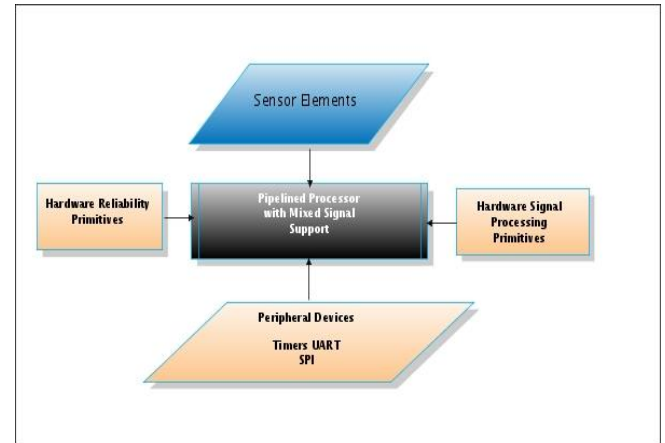 Sensor Elements
Hardware Reliability
Primitives
Pipelined Processor
with Mixed Signal
Support
Hardware Signal
Processing
Primitives
Peripheral Devices
Timers UART
SPI